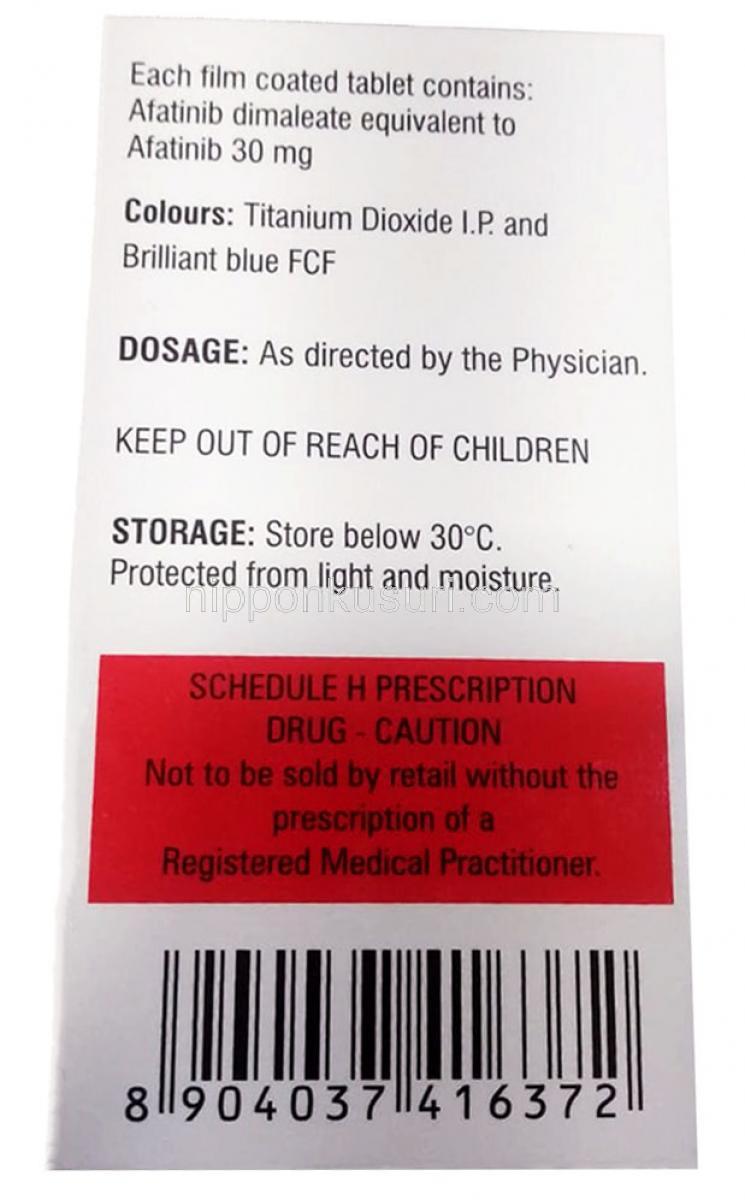 Each film coated tablet contains:
Afatinib dimaleate equivalent to
Afatinib 30 mg
Colours: Titanium Dioxide I.P. and
Brilliant blue FCF
DOSAGE: As directed by the Physician.
KEEP OUT OF REACH OF CHILDREN
STORAGE: Store below 30°C.
Protected from light and moisture.
nipponkusuri.com
SCHEDULE H PRESCRIPTION
DRUG - CAUTION
Not to be sold by retail without the
prescription of a
Registered Medical Practitioner.
8 904037 416372